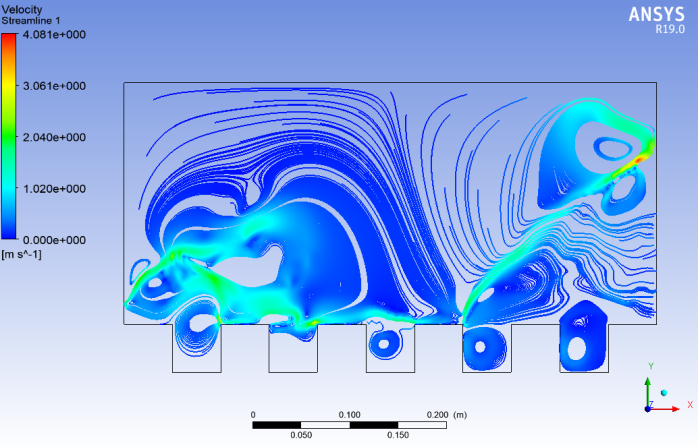 Velocity
Streamline 1
4.081e+000
3.061e+000
2.040e+000
1.020e+000
0.000e+000
[m s^-1]
ANSYS
R19.0
0 0.100 0.200 (m)
0.050 0.150
Y
Z X